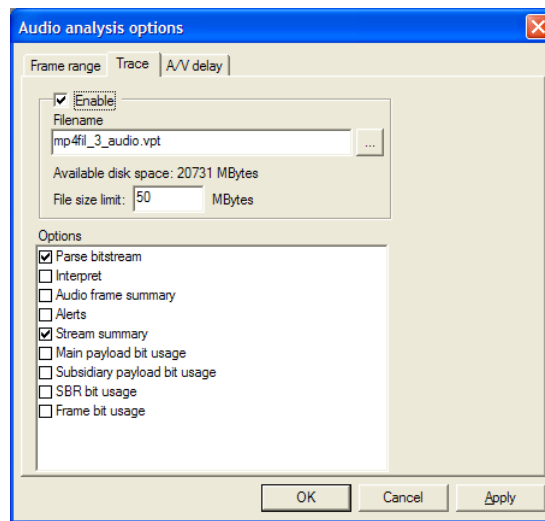 Audio analysis options
Frame range Trace A/V delay
Enable
Filename
mp4fil_3_audio.vpt ...
Available disk space: 20731 MBytes
File size limit: 50 MBytes
Options
Parse bitstream
Interpret
Audio frame summary
Alerts
Stream summary
Main payload bit usage
Subsidiary payload bit usage
SBR bit usage
Frame bit usage
OK Cancel Apply